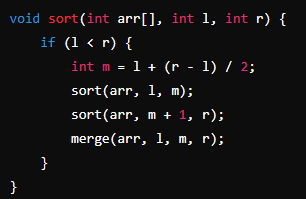 void sort(int arr[], int l, int r) {
    if (l < r) {
        int m = l + (r - l) / 2;
        sort(arr, l, m);
        sort(arr, m + 1, r);
        merge(arr, l, m, r);
    }
}